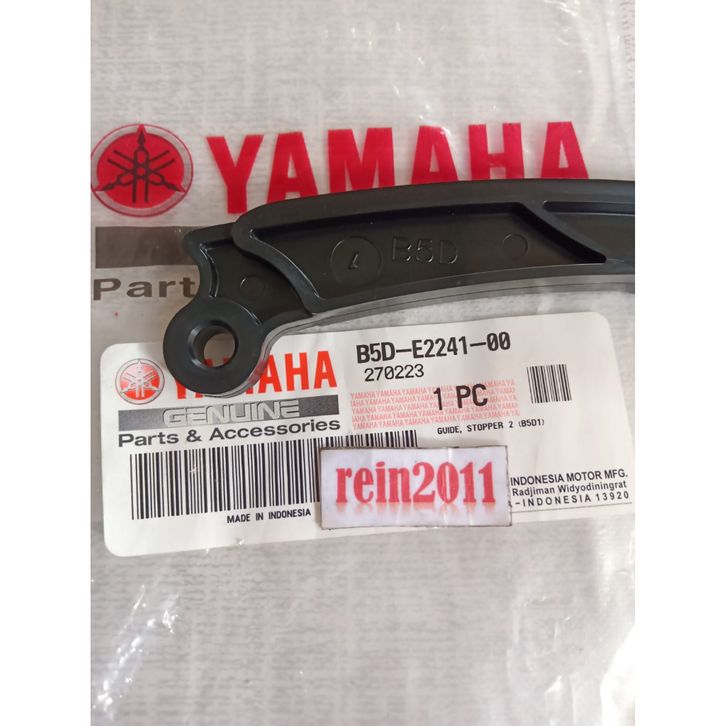 YAMAHA
Part
B5D
YAMAHA
GENUINE
Parts & Accessories
B5D-E2241-00
270223
1 PC
GUIDE, STOPPER 2 (B5D1)
MADE IN INDONESIA
rein2011
INDONESIA MOTOR MFG.
Radjiman Widyodiningrat
-INDONESIA 13920